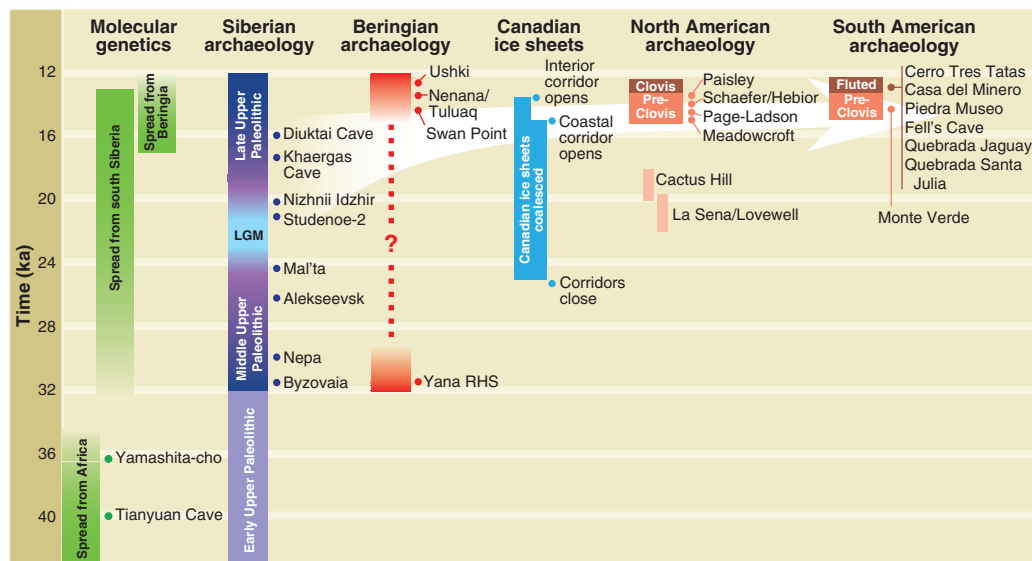 Molecular
genetics
Siberian
archaeology
Beringian
archaeology
Canadian
ice sheets
North American
archaeology
South American
archaeology
Time (ka)
12
16
20
24
28
32
36
40
Spread from south Siberia
Spread from
Beringia
Spread from Africa
Yamashita-cho
Tianyuan Cave
Late Upper
Paleolithic
LGM
Middle Upper
Paleolithic
Early Upper Paleolithic
Diuktai Cave
Khaergas
Cave
Nizhnii Idzhir
Studenoe-2
Mal'ta
Alekseevsk
Nepa
Byzovaia
Ushki
Nenana/
Tuluaq
Swan Point
?
Yana RHS
Interior
corridor
opens
Coastal
corridor
opens
Canadian ice sheets
coalesced
Corridors
close
Clovis
Pre-
Clovis
Paisley
Schaefer/Hebior
Page-Ladson
Meadowcroft
Cactus Hill
La Sena/Lovewell
Fluted
Pre-
Clovis
Cerro Tres Tatas
Casa del Minero
Piedra Museo
Fell's Cave
Quebrada Jaguay
Quebrada Santa
Julia
Monte Verde